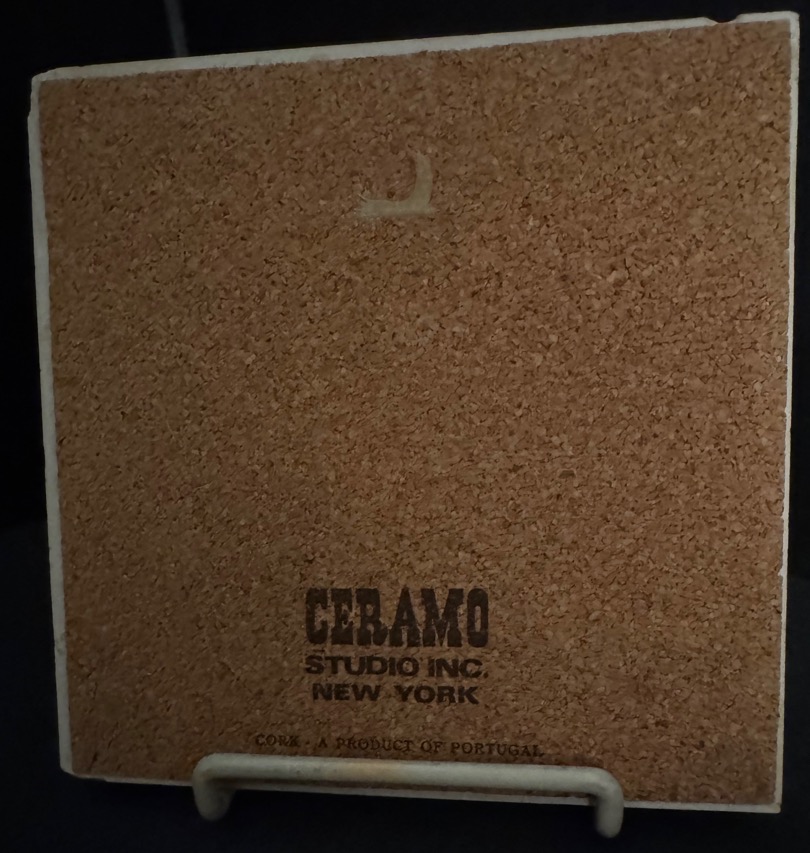 CERAMO
STUDIO INC.
NEW YORK
CORK - A PRODUCT OF PORTUGAL